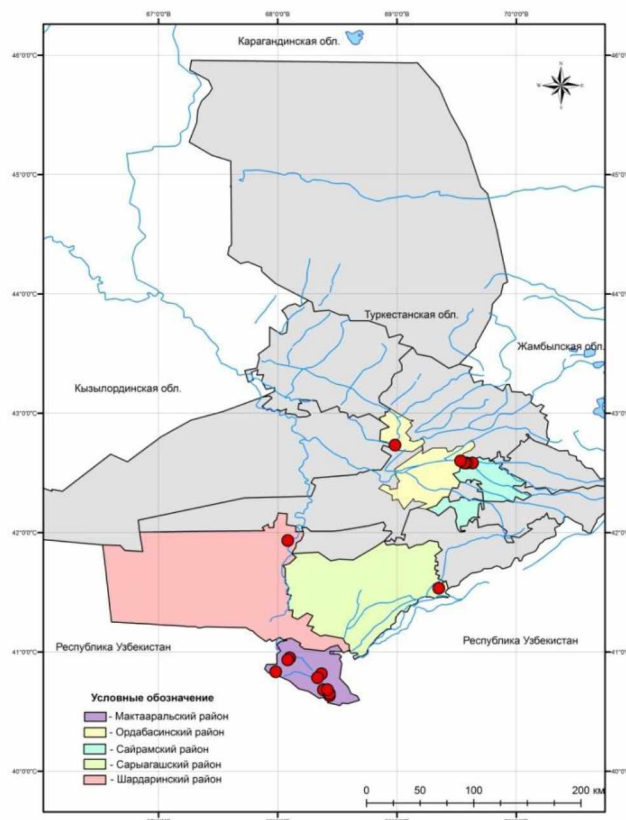 67°0'0"C
68°0'0"C
69°0'0"C
70°0'0"C
Карагандинская обл.
46°0'0"C
45°0'0"C
44°0'0"C
Туркестанская обл.
Жамбылская обл.
Кызылординская обл.
43°0'0"C
42°0'0"C
41°0'0"C
Республика Узбекистан
Республика Узбекистан
Условные обозначение
- Мактааральский район
- Ордабасинский район
- Сайрамский район
- Сарыагашский район
- Шардаринский район
40°0'0"C
0 50 100 200 км